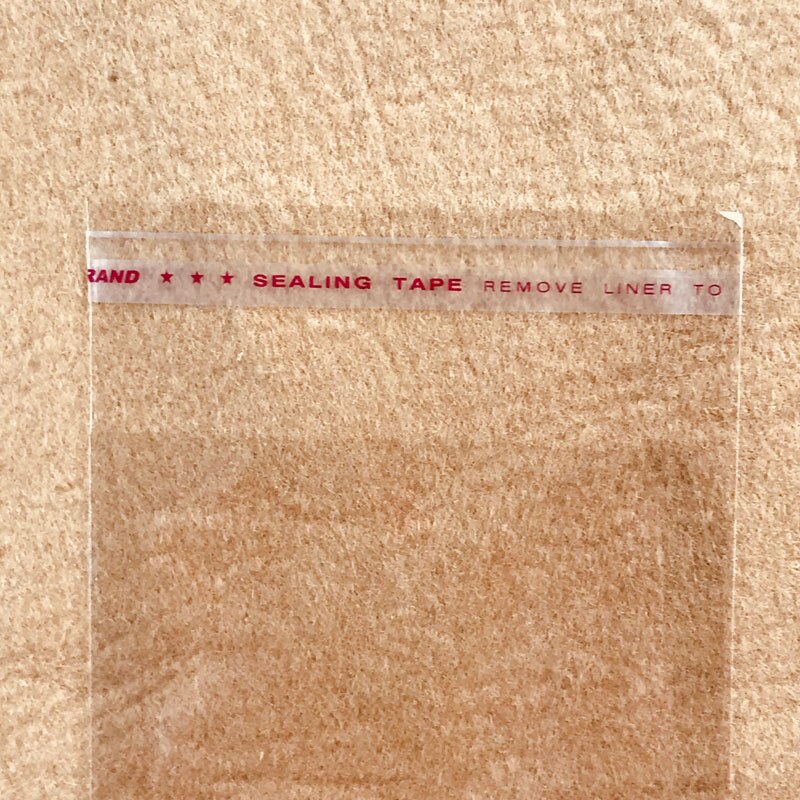 RAND ★ ★ ★ SEALING TAPE REMOVE LINER TO